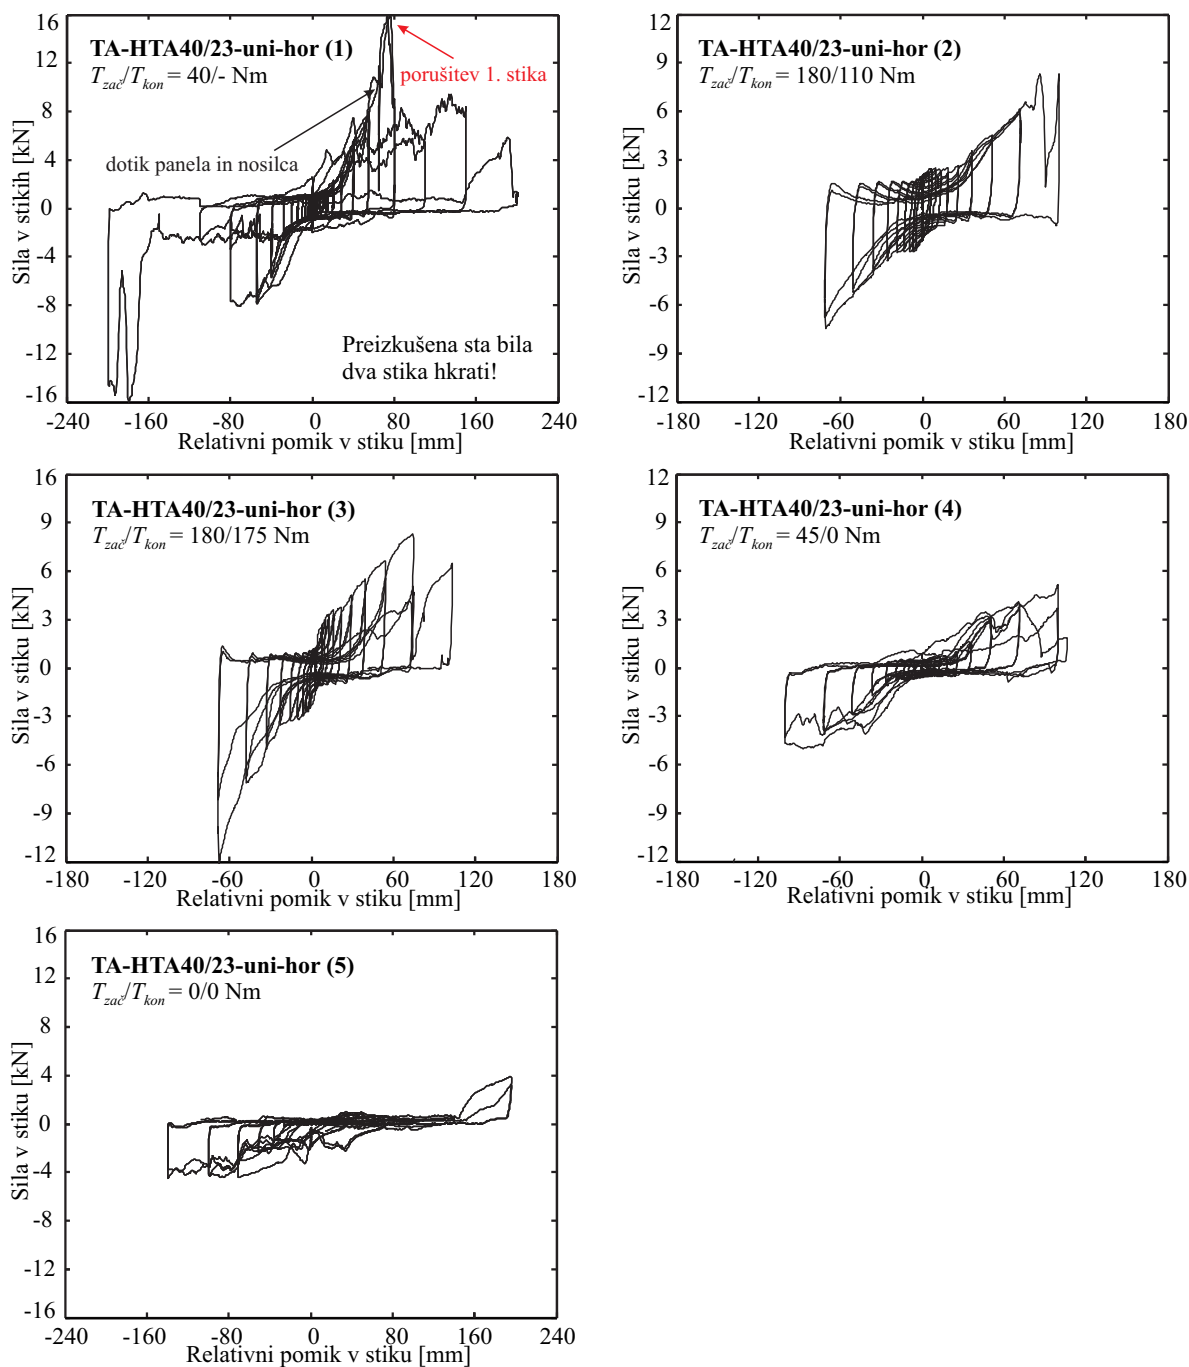 TA-HTA40/23-uni-hor (1)
T_zač/T_kon = 40/- Nm
porušitev 1. stika
dotik panela in nosilca
Preizkušena sta bila
dva stika hkrati!
Sila v stikih [kN]
16
12
8
4
0
-4
-8
-12
-16
-240 -160 -80 0 80 160 240
Relativni pomik v stiku [mm]
TA-HTA40/23-uni-hor (2)
T_zač/T_kon = 180/110 Nm
Sila v stiku [kN]
12
9
6
3
0
-3
-6
-9
-12
-180 -120 -60 0 60 120 180
Relativni pomik v stiku [mm]
TA-HTA40/23-uni-hor (3)
T_zač/T_kon = 180/175 Nm
Sila v stiku [kN]
16
9
6
3
0
-3
-6
-9
-12
-180 -120 -60 0 60 120 180
Relativni pomik v stiku [mm]
TA-HTA40/23-uni-hor (4)
T_zač/T_kon = 45/0 Nm
Sila v stiku [kN]
12
9
6
3
0
-3
-6
-9
-12
-180 -120 -60 0 60 120 180
Relativni pomik v stiku [mm]
TA-HTA40/23-uni-hor (5)
T_zač/T_kon = 0/0 Nm
Sila v stiku [kN]
16
12
8
4
0
-4
-8
-12
-16
-240 -160 -80 0 80 160 240
Relativni pomik v stiku [mm]